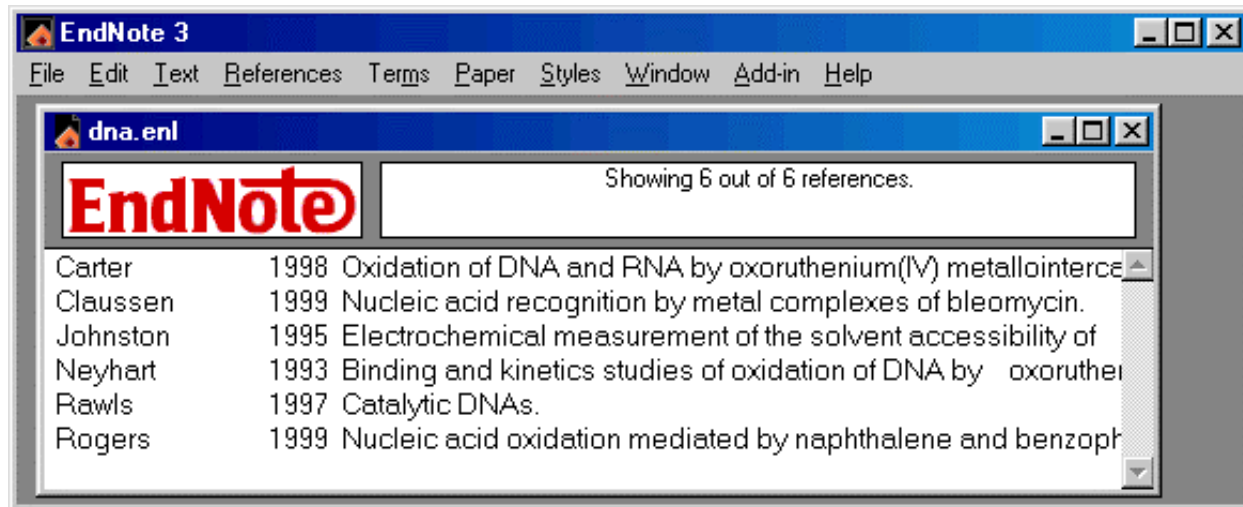 EndNote 3
File Edit Text References Terms Paper Styles Window Add-in Help
dna.enl
EndNote
Showing 6 out of 6 references.
Carter 1998 Oxidation of DNA and RNA by oxoruthenium(IV) metallointerca
Claussen 1999 Nucleic acid recognition by metal complexes of bleomycin.
Johnston 1995 Electrochemical measurement of the solvent accessibility of
Neyhart 1993 Binding and kinetics studies of oxidation of DNA by oxoruthe
Rawls 1997 Catalytic DNAs.
Rogers 1999 Nucleic acid oxidation mediated by naphthalene and benzoph